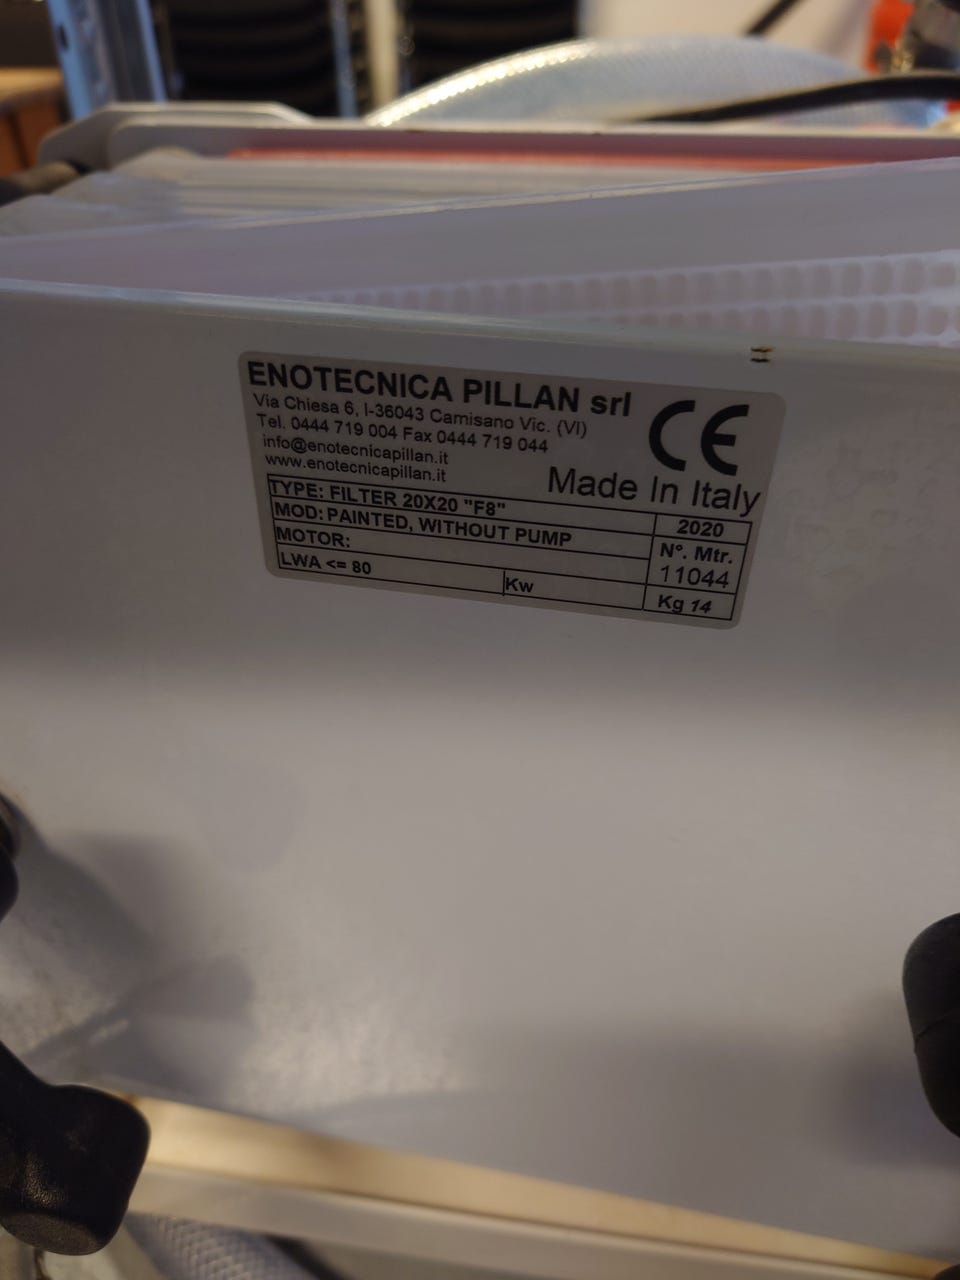 ENOTECNICA PILLAN srl
Via Chiesa 6, I-36043 Camisano Vic. (VI)
Tel. 0444 719 004 Fax 0444 719 044
info@enotecnicapillan.it
www.enotecnicapillan.it
CE
Made In Italy
TYPE: FILTER 20X20 "F8"
2020
MOD: PAINTED, WITHOUT PUMP
N°. Mtr.
MOTOR:
11044
LWA <= 80
Kw
Kg 14